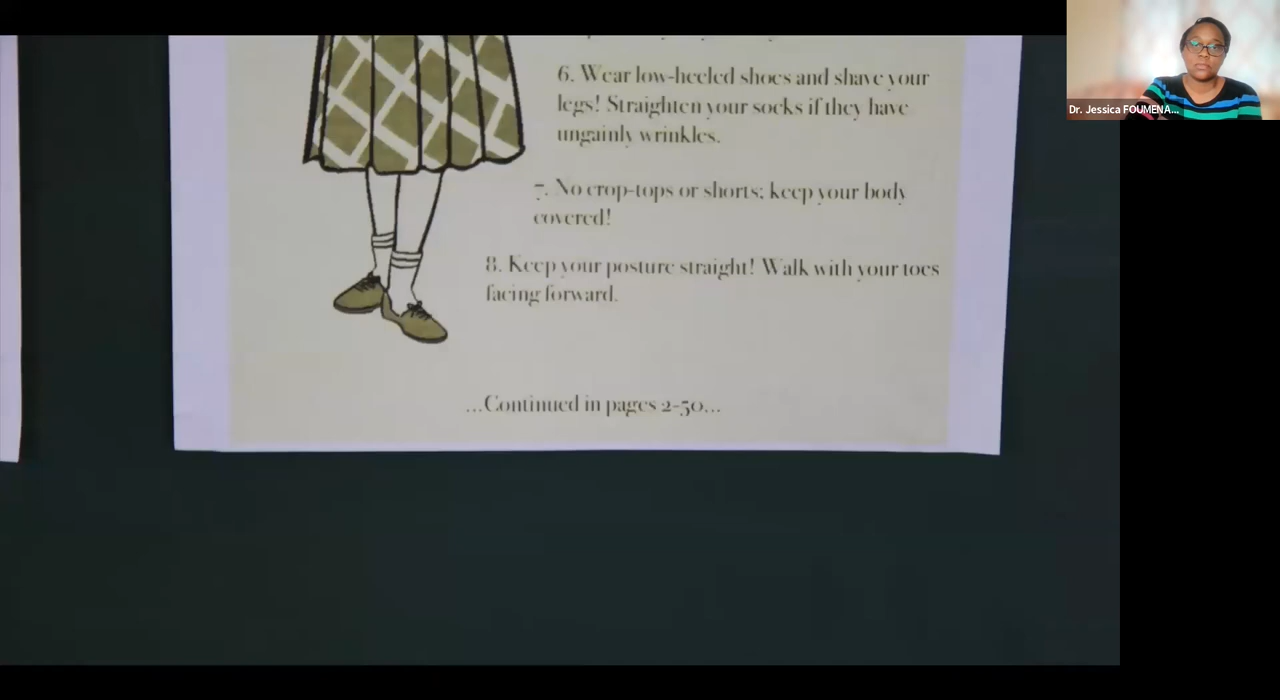 6. Wear low-heeled shoes and shave your
legs! Straighten your socks if they have
ungainly wrinkles.
7. No crop-tops or shorts; keep your body
covered!
8. Keep your posture straight! Walk with your toes
facing forward.
...Continued in pages 2-50...
Dr. Jessica FOUMENA...